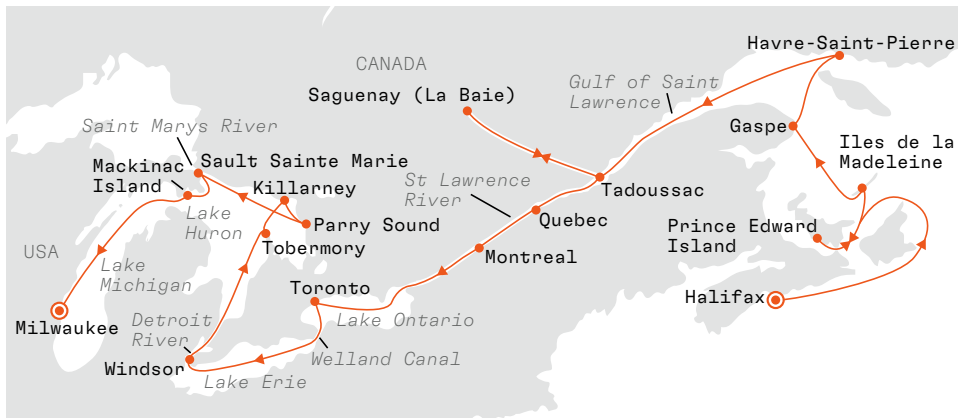 Havre-Saint-Pierre
CANADA
Gulf of Saint
Lawrence
Saguenay (La Baie)
Saint Marys River
Gaspe
Iles de la
Madeleine
Mackinac
Island
Sault Sainte Marie
Killarney
St Lawrence
River
Tadoussac
Lake
Huron
Parry Sound
Quebec
Prince Edward
Island
USA
Tobermory
Montreal
Lake
Michigan
Toronto
Halifax
Milwaukee
Detroit
River
Lake Ontario
Welland Canal
Windsor
Lake Erie